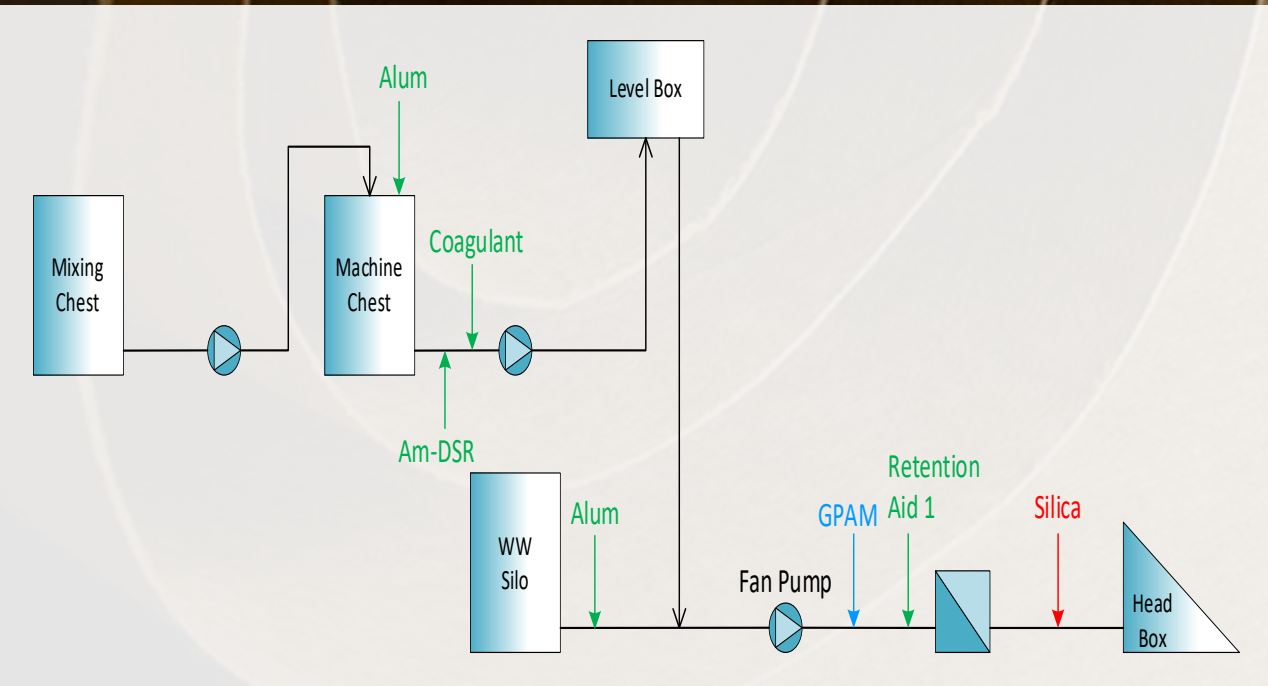 Alum
Level Box
Mixing
Chest
Machine
Chest
Coagulant
Am-DSR
WW
Silo
Alum
Fan Pump
GPAM
Retention
Aid 1
Silica
Head
Box